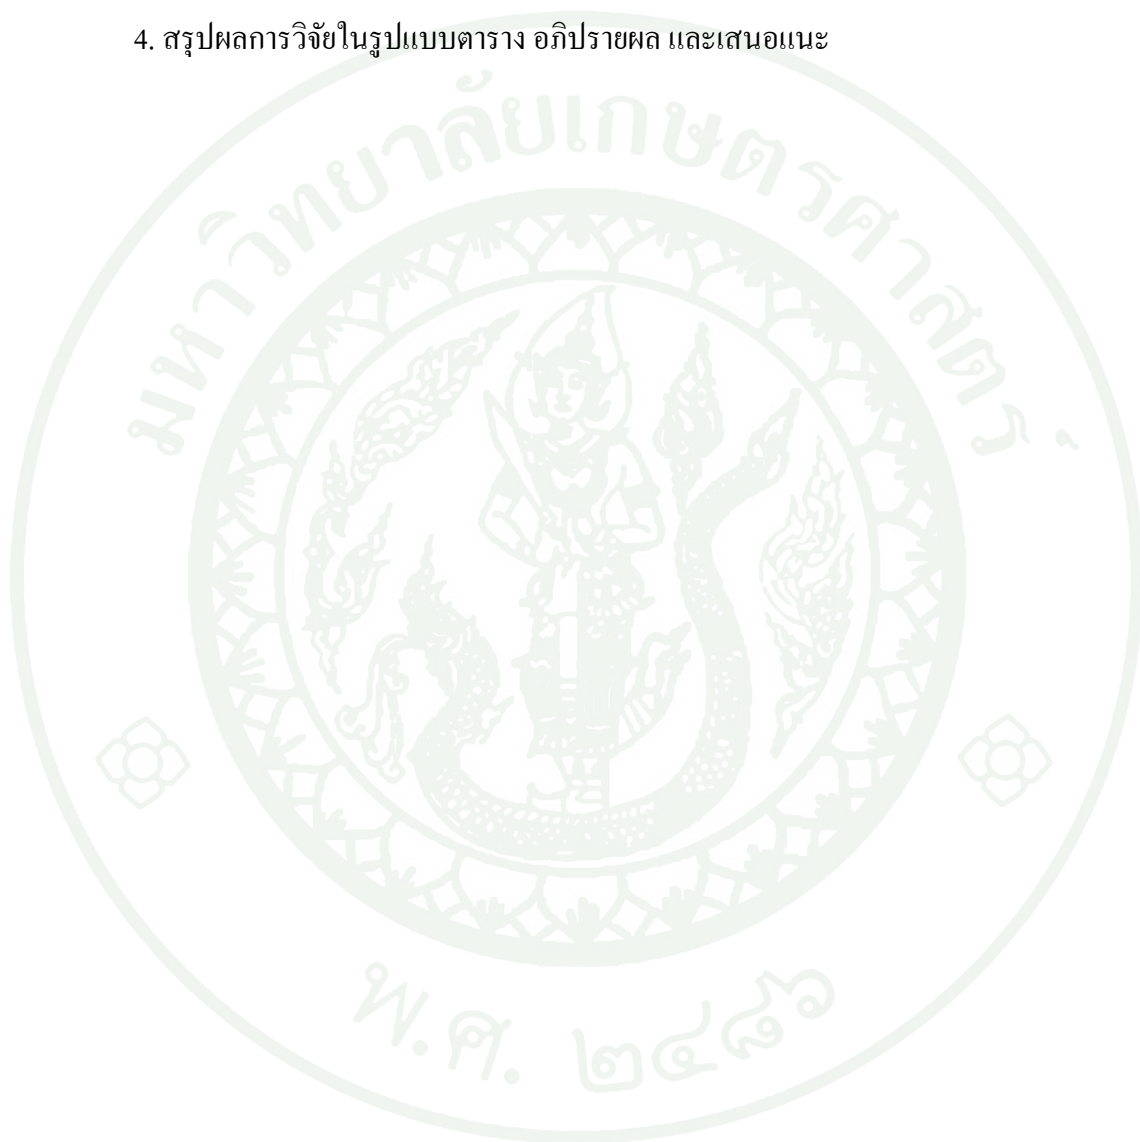 4. สรุปผลการวิจัยในรูปแบบตาราง อภิปรายผล และเสนอแนะ
มหาวิทยาลัยเกษตรศาสตร์
พ.ศ. ๒๔๘๖